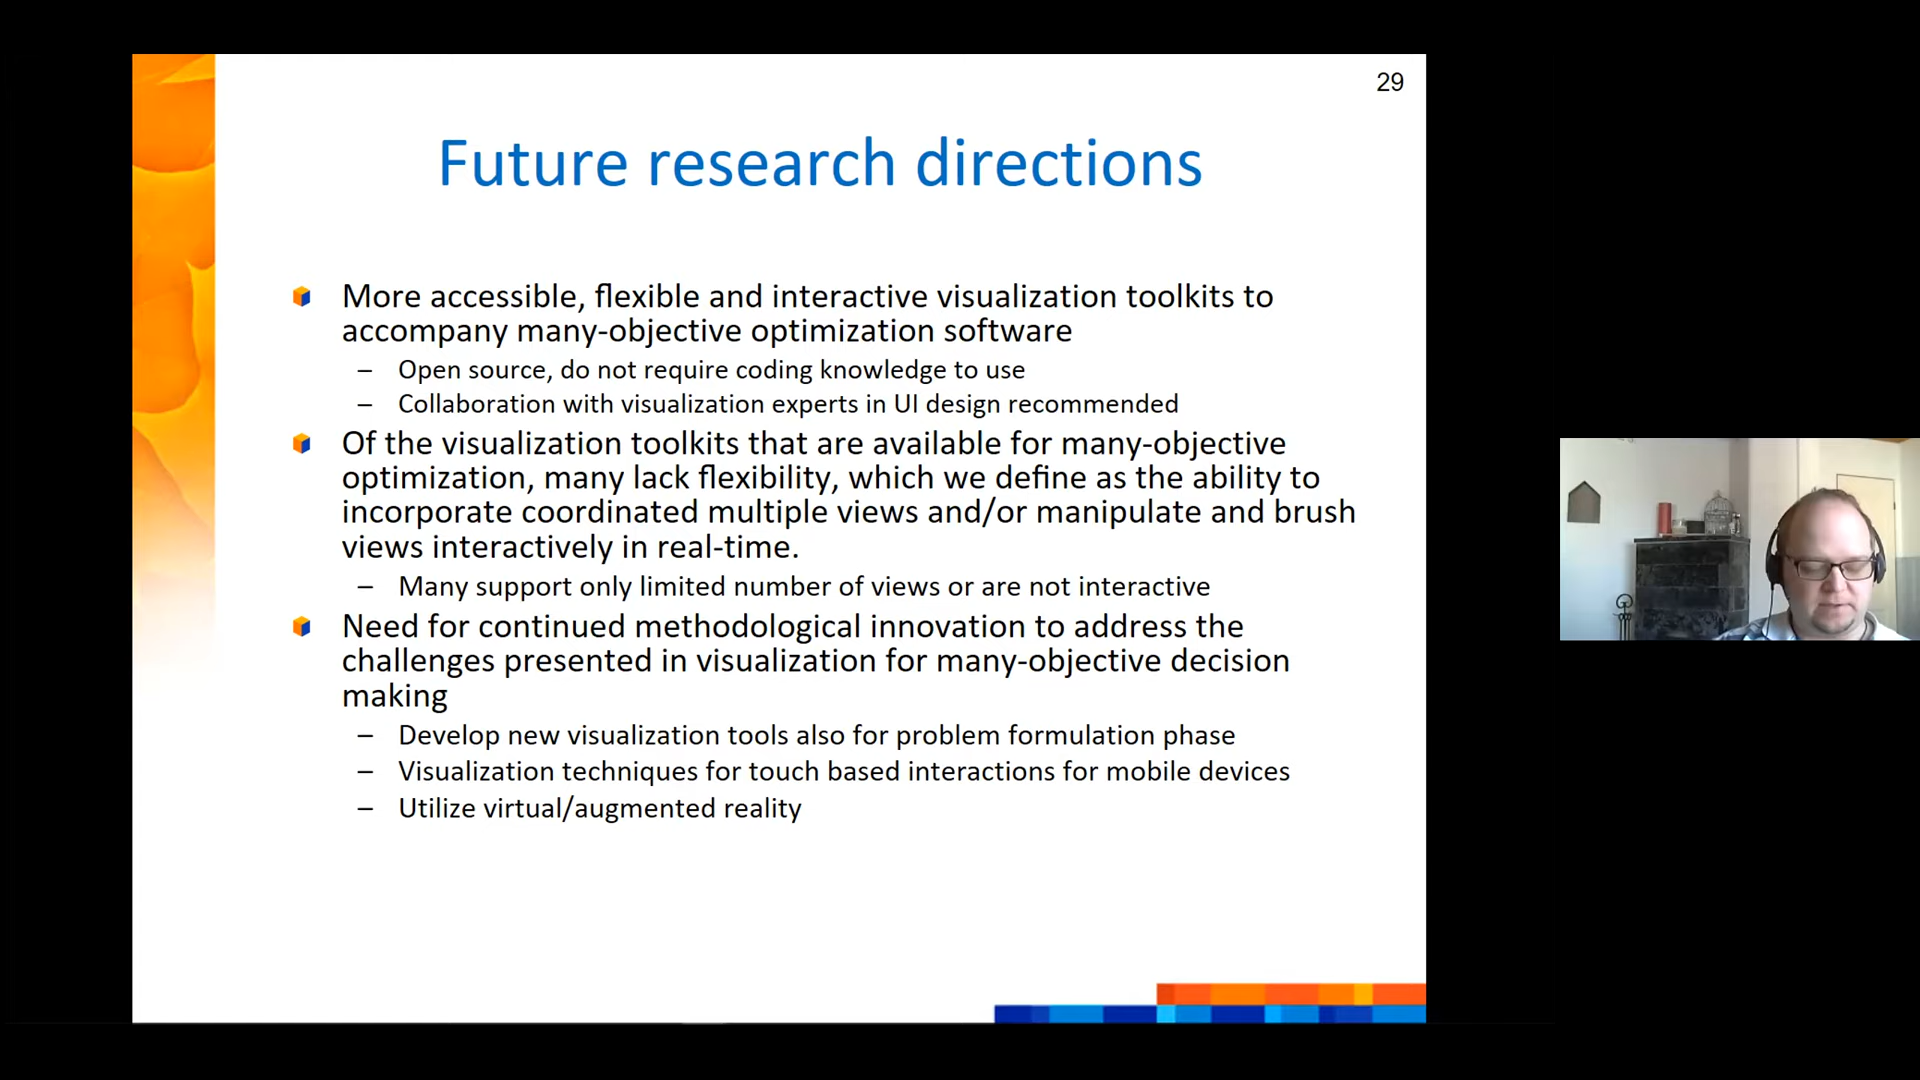 29
Future research directions
More accessible, flexible and interactive visualization toolkits to
accompany many-objective optimization software
– Open source, do not require coding knowledge to use
– Collaboration with visualization experts in UI design recommended
Of the visualization toolkits that are available for many-objective
optimization, many lack flexibility, which we define as the ability to
incorporate coordinated multiple views and/or manipulate and brush
views interactively in real-time.
– Many support only limited number of views or are not interactive
Need for continued methodological innovation to address the
challenges presented in visualization for many-objective decision
making
– Develop new visualization tools also for problem formulation phase
– Visualization techniques for touch based interactions for mobile devices
– Utilize virtual/augmented reality